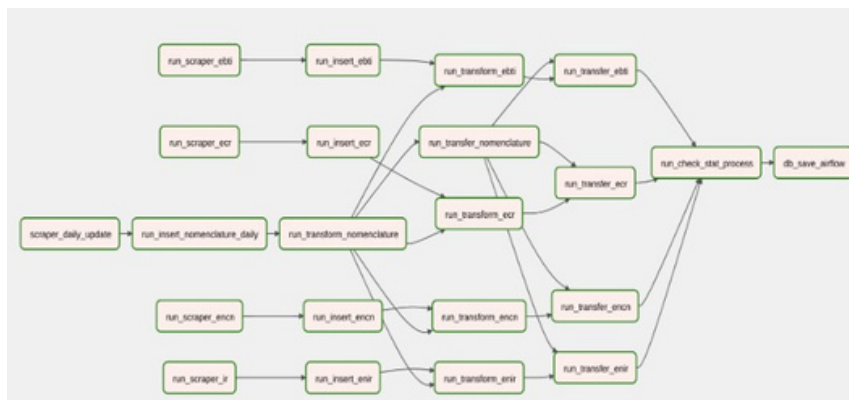 run_scraper_ebti
run_insert_ebti
run_transform_ebti
run_transfer_ebti
run_scraper_ecr
run_insert_ecr
run_transfer_nomenclature
run_transfer_ecr
run_check_stat_process
db_save_airflow
run_transform_ecr
scraper_daily_update
run_insert_nomenclature_daily
run_transform_nomenclature
run_scraper_encn
run_insert_encn
run_transform_encn
run_transfer_encn
run_scraper_ir
run_insert_enir
run_transform_enir
run_transfer_enir